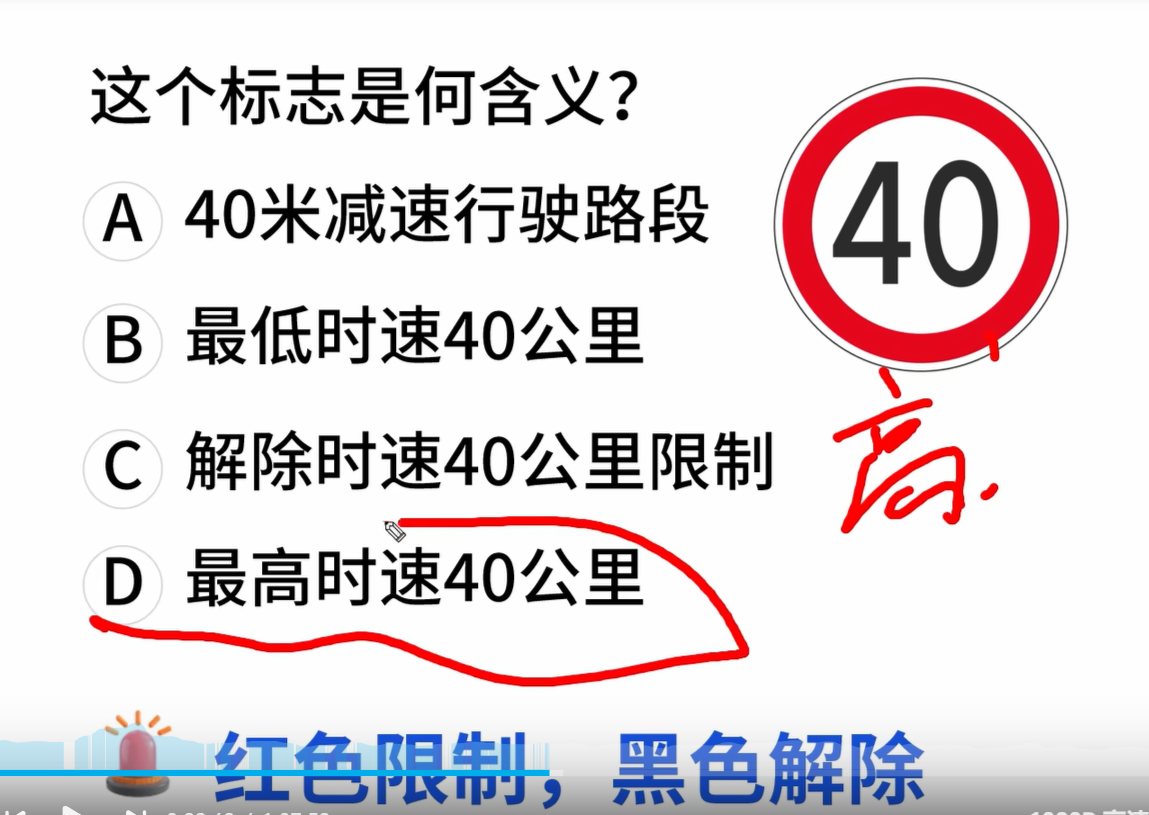 这个标志是何含义？
A 40米减速行驶路段
B 最低时速40公里
C 解除时速40公里限制
D 最高时速40公里
40
高
红色限制，黑色解除